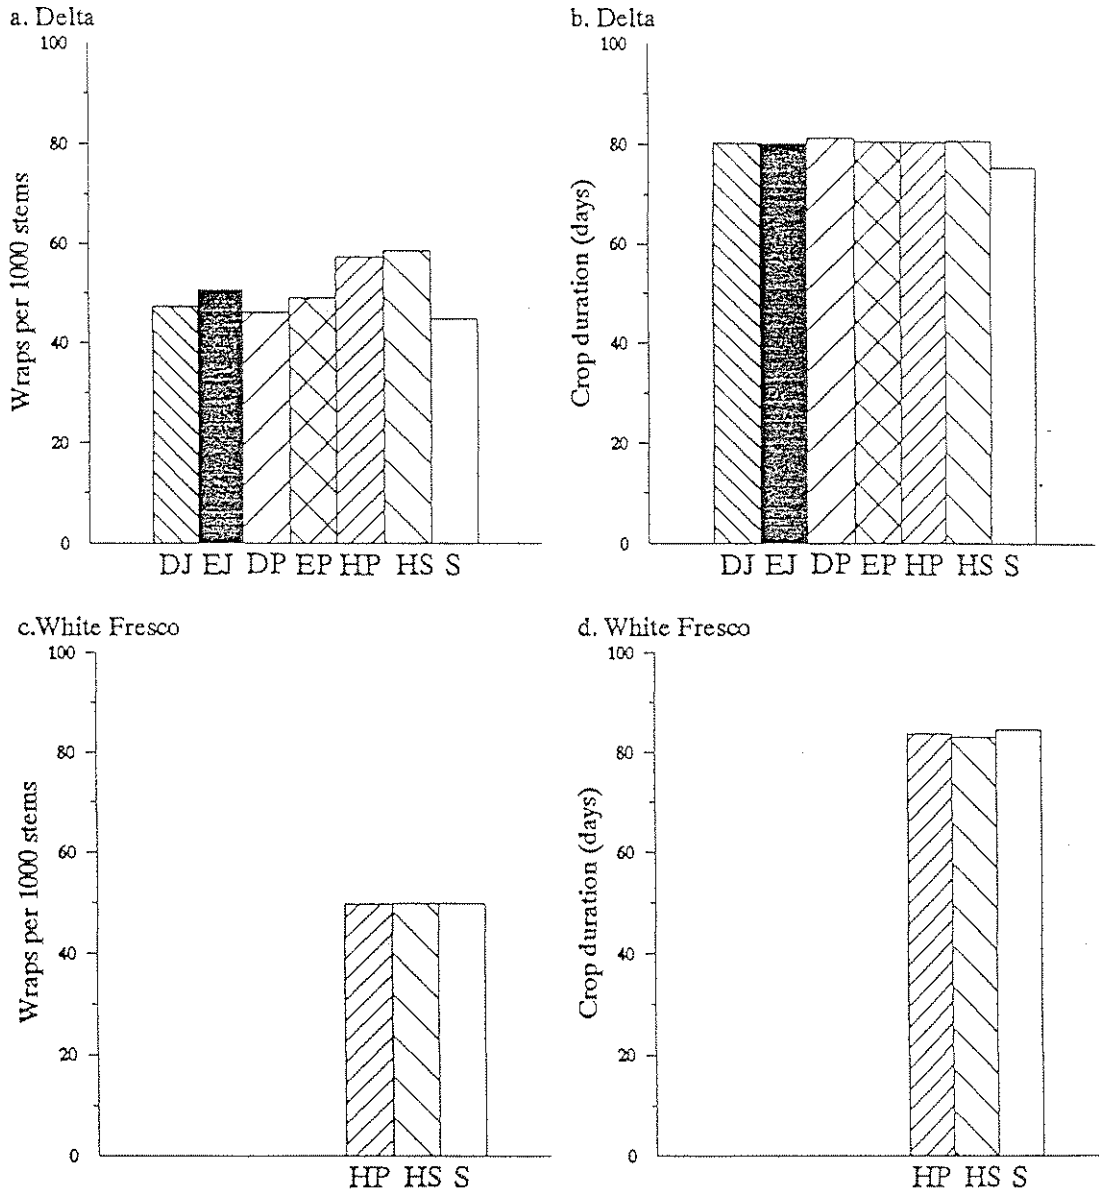 a. Delta
100
80
60
40
20
0
Wraps per 1000 stems
DJ EJ DP EP HP HS S
b. Delta
100
80
60
40
20
0
Crop duration (days)
DJ EJ DP EP HP HS S
c.White Fresco
100
80
60
40
20
0
Wraps per 1000 stems
HP HS S
d. White Fresco
100
80
60
40
20
0
Crop duration (days)
HP HS S